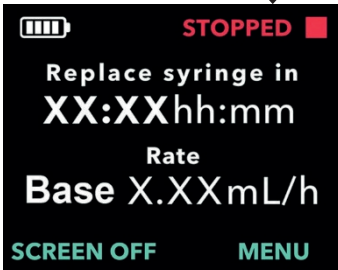 STOPPED
Replace syringe in
XX:XXhh:mm
Rate
Base X.XXmL/h
SCREEN OFF MENU